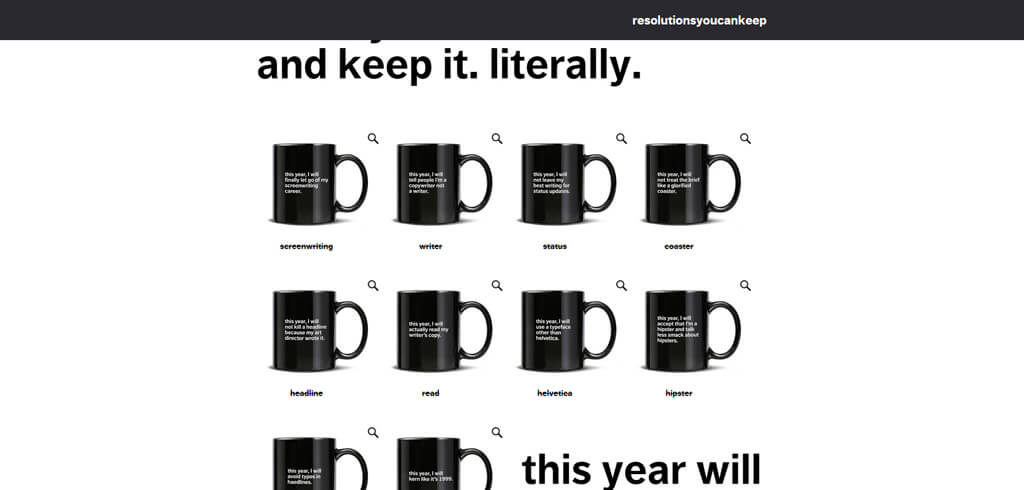 resolutionsyoucankeep
and keep it. literally.
this year, I will
finally let go of my
screenwriting
career.
this year, I will
tell people I'm a
copywriter not
a writer.
this year, I will
not leave my
best writing for
status updates.
this year, I will
not treat the brief
like a glorified
coaster.
screenwriting
writer
status
coaster
this year, I will
not kill a headline
because my art
director wrote it.
this year, I will
actually read my
writer's copy.
this year, I will
use a typeface
other than
helvetica.
this year, I will
accept that I'm a
hipster and talk
less smack about
hipsters.
headline
read
helvetica
hipster
this year, I will
avoid typos in
haedlines.
this year, I will
kern like it's 1999.
this year will